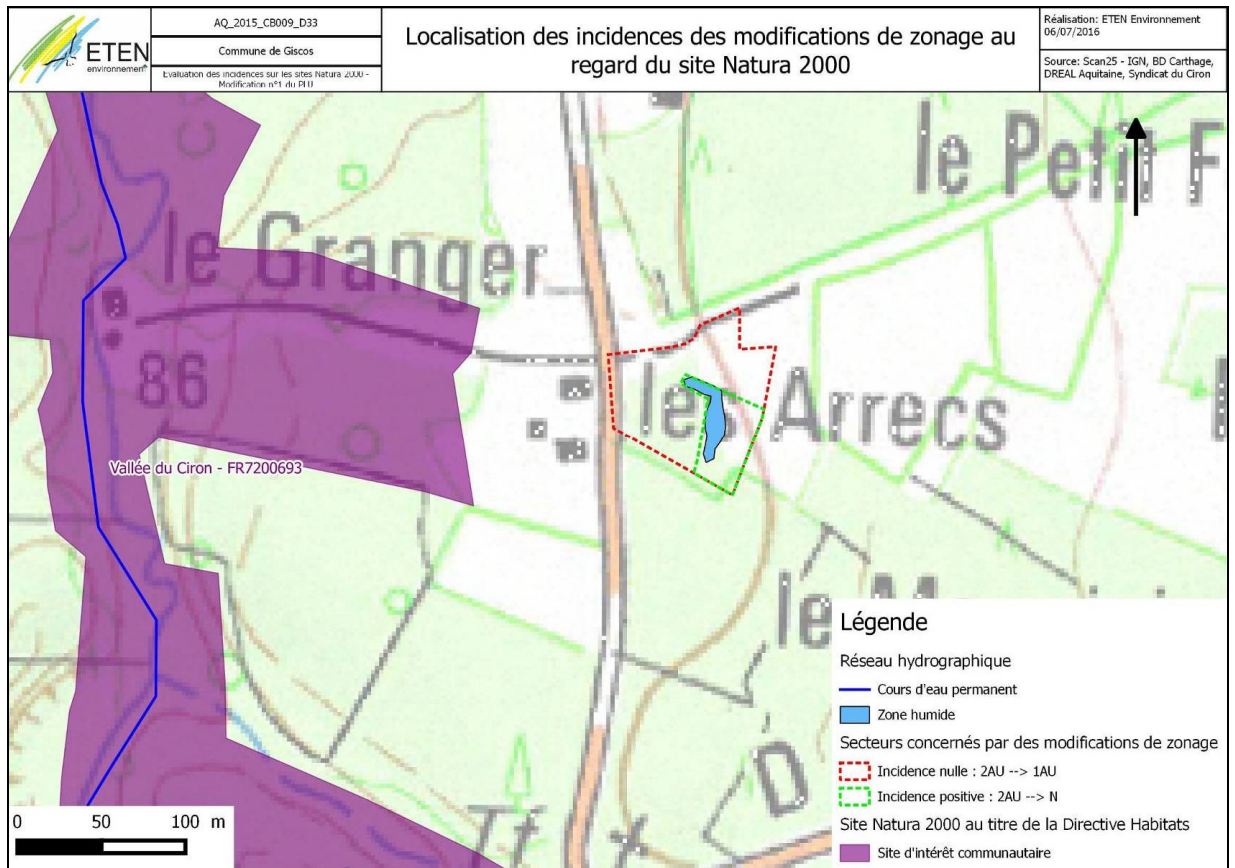 ETEN
environnement
AQ_2015_CB009_D33
Commune de Giscos
Evaluation des incidences sur les sites Natura 2000 -
Modification n°1 du PLU
Localisation des incidences des modifications de zonage au
regard du site Natura 2000
Réalisation: ETEN Environnement
06/07/2016
Source: Scan25 - IGN, BD Carthage,
DREAL Aquitaine, Syndicat du Ciron
le Petit F
le Granger
86
les Arrecs
Vallée du Ciron - FR7200693
le
D
Légende
Réseau hydrographique
Cours d'eau permanent
Zone humide
Secteurs concernés par des modifications de zonage
Incidence nulle : 2AU --> 1AU
Incidence positive : 2AU --> N
Site Natura 2000 au titre de la Directive Habitats
Site d'intérêt communautaire
0 50 100 m